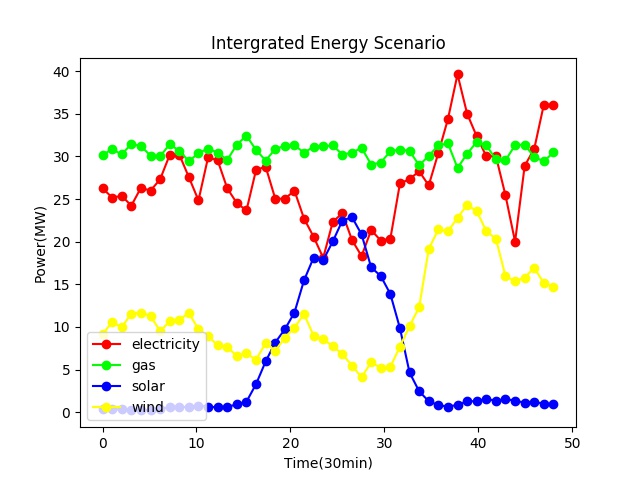 Intergrated Energy Scenario
Power(MW)
40
35
30
25
20
15
10
5
0
electricity
gas
solar
wind
0 10 20 30 40 50
Time(30min)